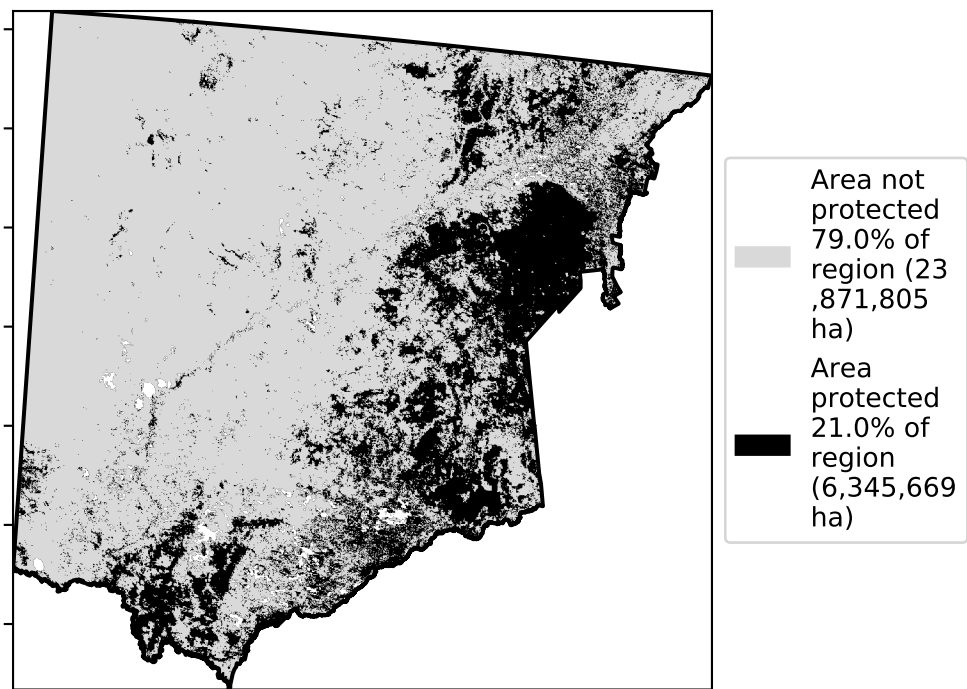 Area not
protected
79.0% of
region (23
,871,805
ha)
Area
protected
21.0% of
region
(6,345,669
ha)